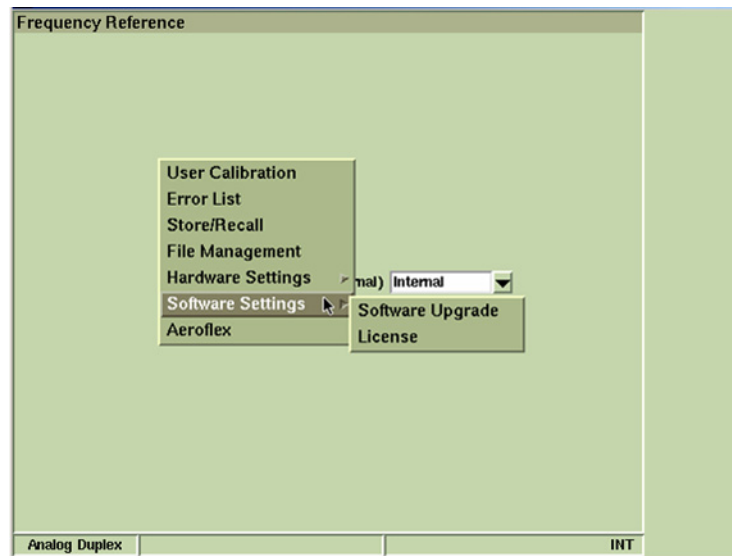 Frequency Reference
User Calibration
Error List
Store/Recall
File Management
Hardware Settings
nal) Internal
Software Settings
Software Upgrade
License
Aeroflex
Analog Duplex
INT